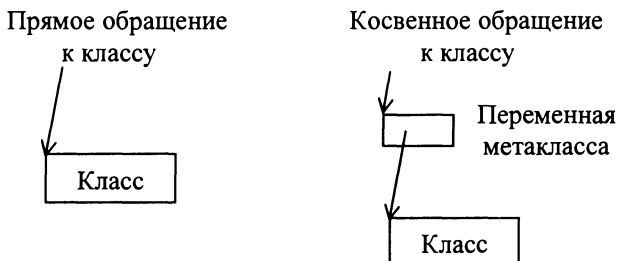 Прямое обращение
к классу
Класс
Косвенное обращение
к классу
Переменная
метакласса
Класс